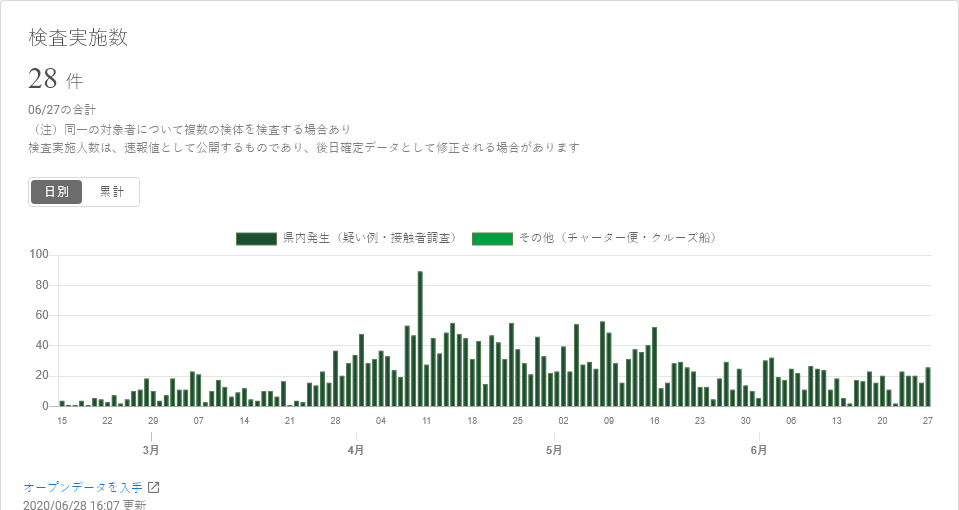 検査実施数
28 件
06/27の合計
（注）同一の対象者について複数の検体を検査する場合あり
検査実施人数は、速報値として公開するものであり、後日確定データとして修正される場合があります
日別 累計
県内発生（疑い例・接触者調査） その他（チャーター便・クルーズ船）
100
80
60
40
20
0
15 22 29 07 14 21 28 04 11 18 25 02 09 16 23 30 06 13 20 27
3月 4月 5月 6月
オープンデータを入手
2020/06/28 16:07 更新